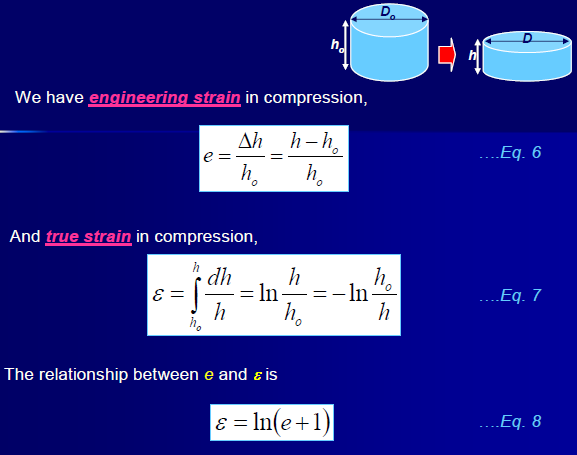 Dₒ
hₒ
h
D
We have engineering strain in compression,
e = Δh/hₒ = (h − hₒ)/hₒ
....Eq. 6
And true strain in compression,
ε = ∫ₕₒʰ dh/h = ln h/hₒ = −ln hₒ/h
....Eq. 7
The relationship between e and ε is
ε = ln(e+1)
....Eq. 8